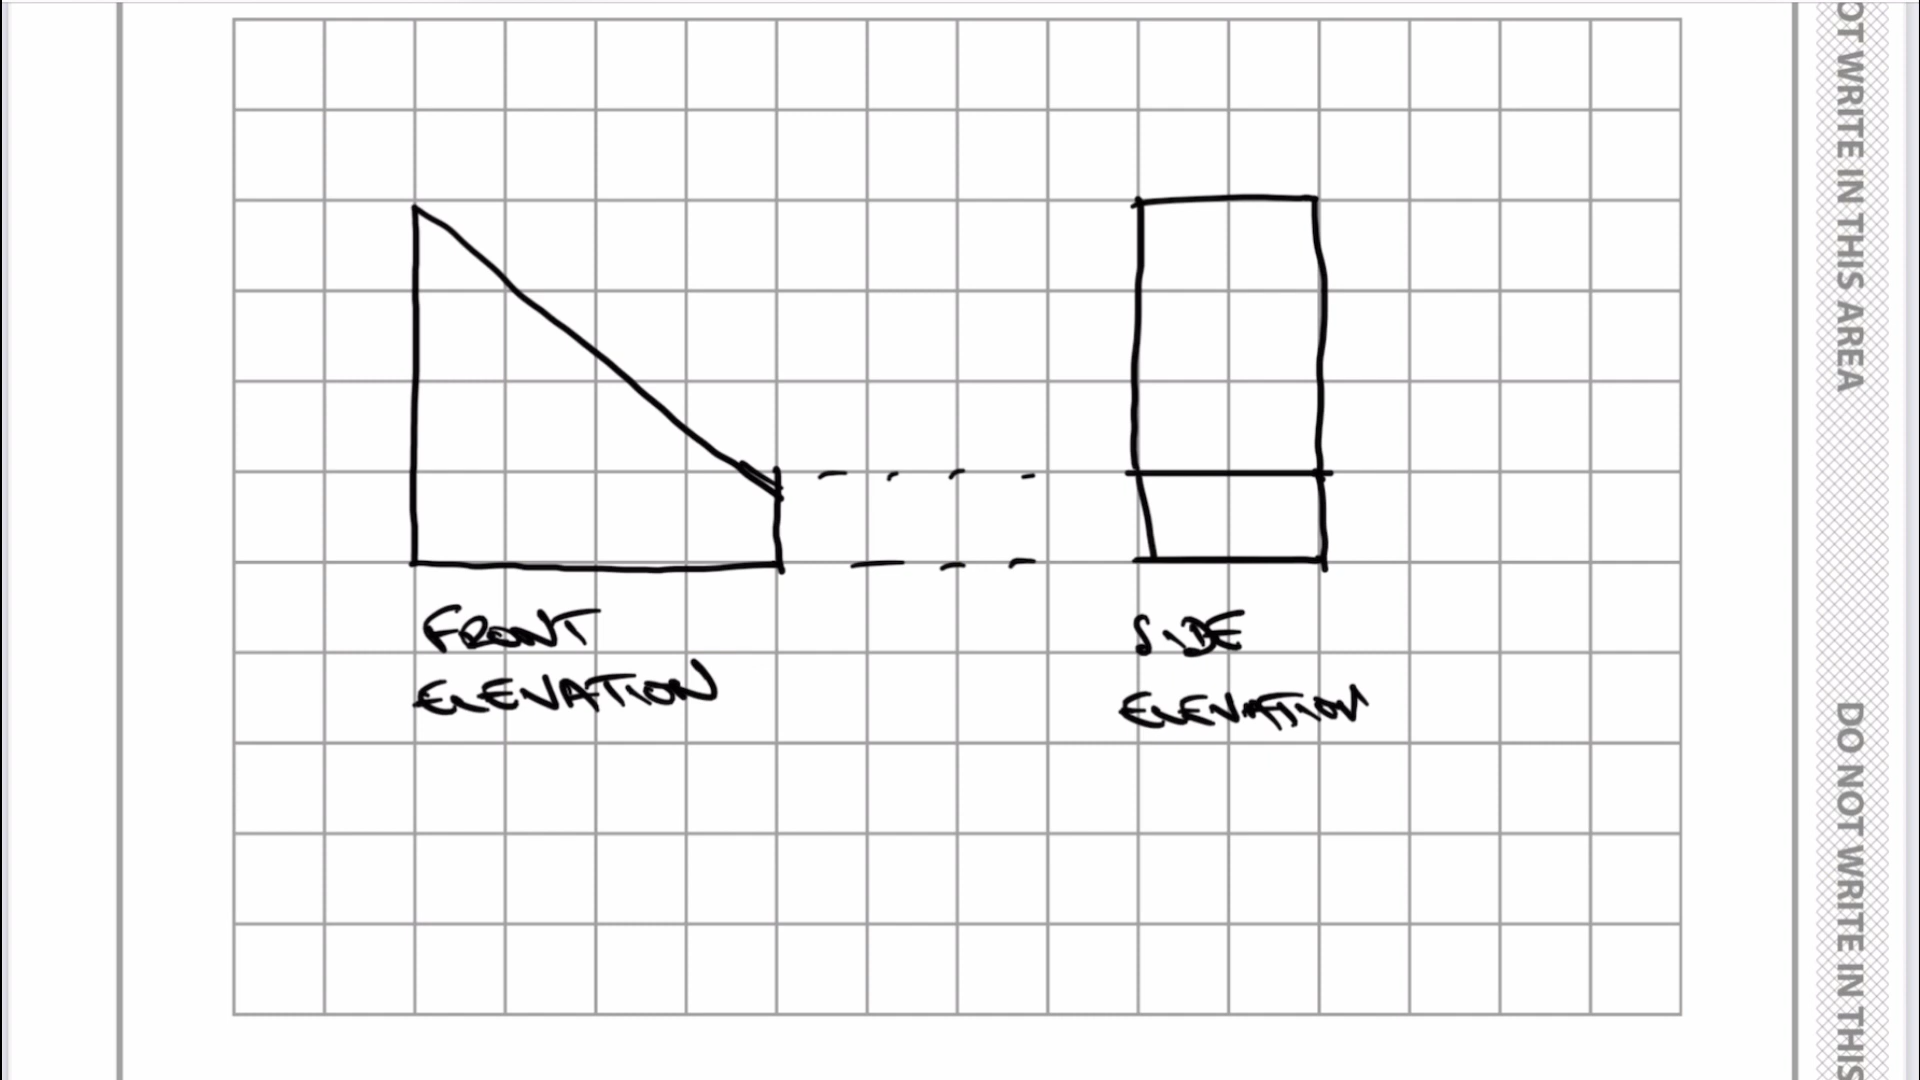 OT WRITE IN THIS AREA
FRONT
ELEVATION
SIDE
ELEVATION
DO NOT WRITE IN THIS